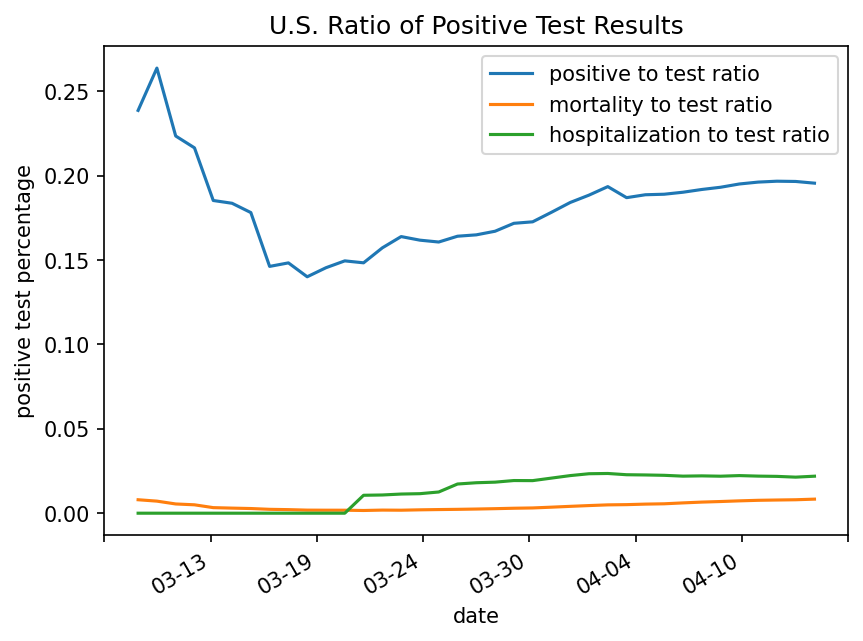 U.S. Ratio of Positive Test Results
positive to test ratio
mortality to test ratio
hospitalization to test ratio
positive test percentage
0.25
0.20
0.15
0.10
0.05
0.00
03-13
03-19
03-24
03-30
04-04
04-10
date